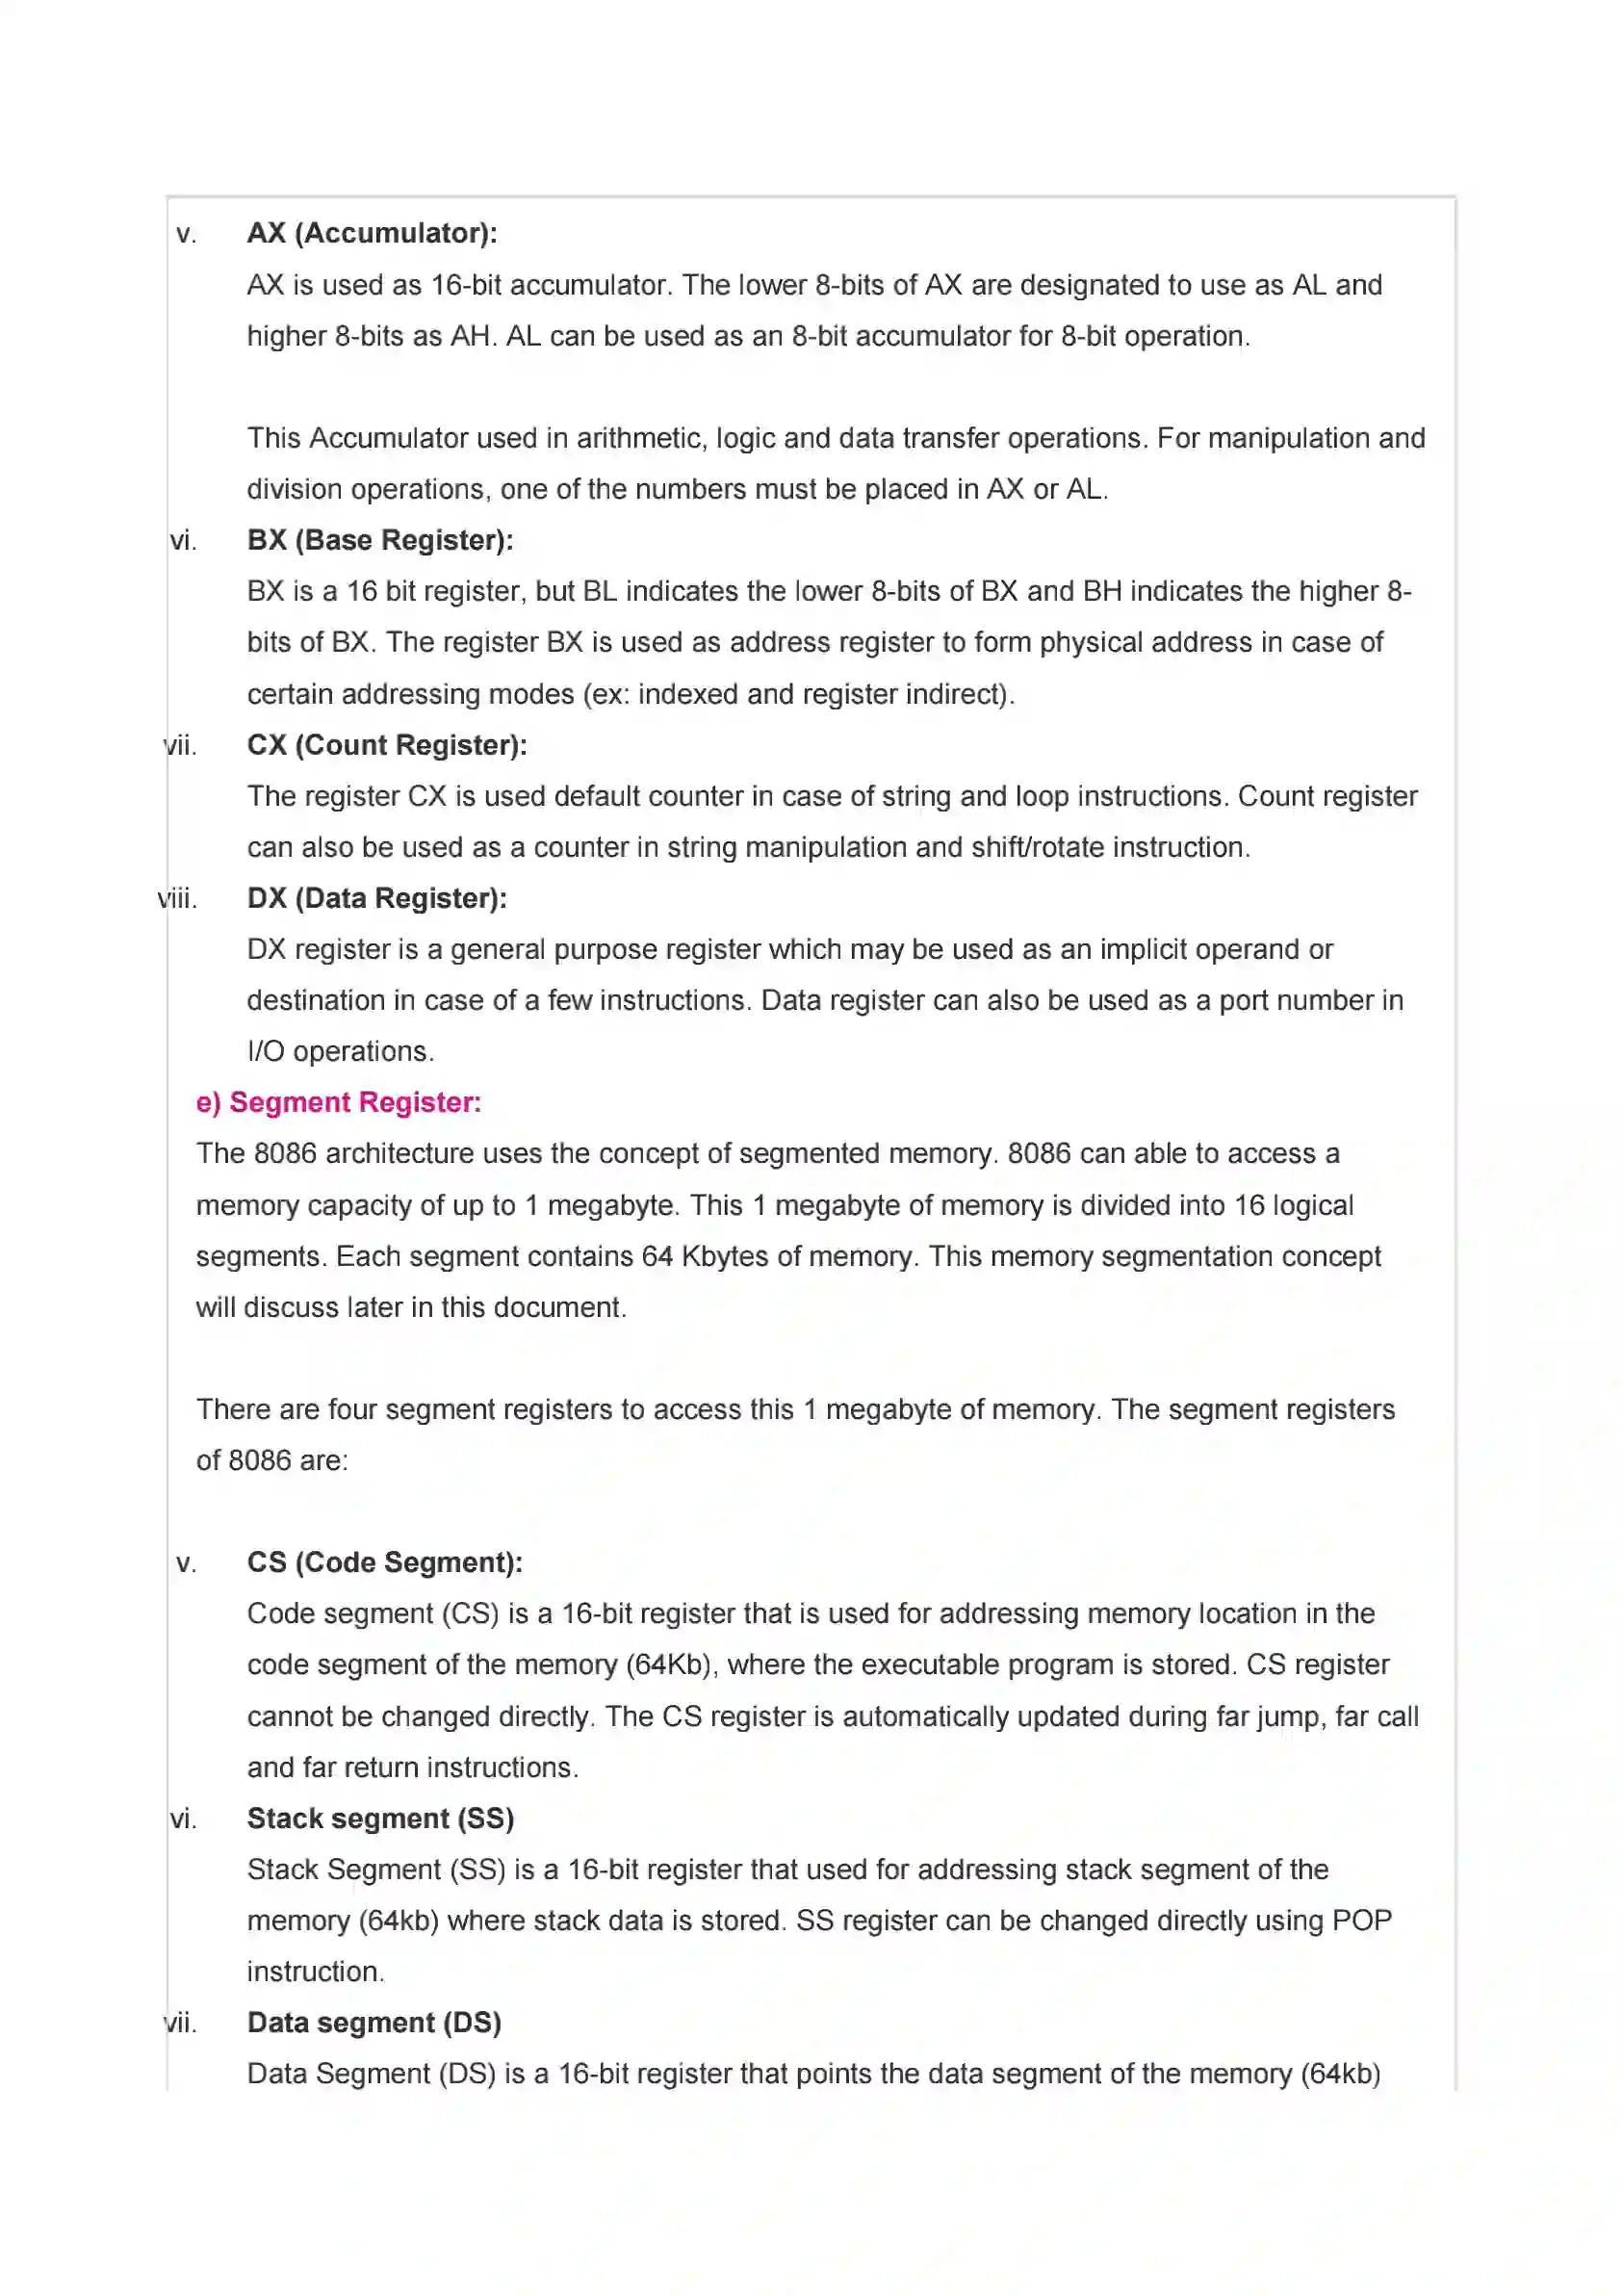 v. AX (Accumulator):
AX is used as 16-bit accumulator. The lower 8-bits of AX are designated to use as AL and
higher 8-bits as AH. AL can be used as an 8-bit accumulator for 8-bit operation.
This Accumulator used in arithmetic, logic and data transfer operations. For manipulation and
division operations, one of the numbers must be placed in AX or AL.
vi. BX (Base Register):
BX is a 16 bit register, but BL indicates the lower 8-bits of BX and BH indicates the higher 8-
bits of BX. The register BX is used as address register to form physical address in case of
certain addressing modes (ex: indexed and register indirect).
vii. CX (Count Register):
The register CX is used default counter in case of string and loop instructions. Count register
can also be used as a counter in string manipulation and shift/rotate instruction.
viii. DX (Data Register):
DX register is a general purpose register which may be used as an implicit operand or
destination in case of a few instructions. Data register can also be used as a port number in
I/O operations.
e) Segment Register:
The 8086 architecture uses the concept of segmented memory. 8086 can able to access a
memory capacity of up to 1 megabyte. This 1 megabyte of memory is divided into 16 logical
segments. Each segment contains 64 Kbytes of memory. This memory segmentation concept
will discuss later in this document.
There are four segment registers to access this 1 megabyte of memory. The segment registers
of 8086 are:
v. CS (Code Segment):
Code segment (CS) is a 16-bit register that is used for addressing memory location in the
code segment of the memory (64Kb), where the executable program is stored. CS register
cannot be changed directly. The CS register is automatically updated during far jump, far call
and far return instructions.
vi. Stack segment (SS)
Stack Segment (SS) is a 16-bit register that used for addressing stack segment of the
memory (64kb) where stack data is stored. SS register can be changed directly using POP
instruction.
vii. Data segment (DS)
Data Segment (DS) is a 16-bit register that points the data segment of the memory (64kb)